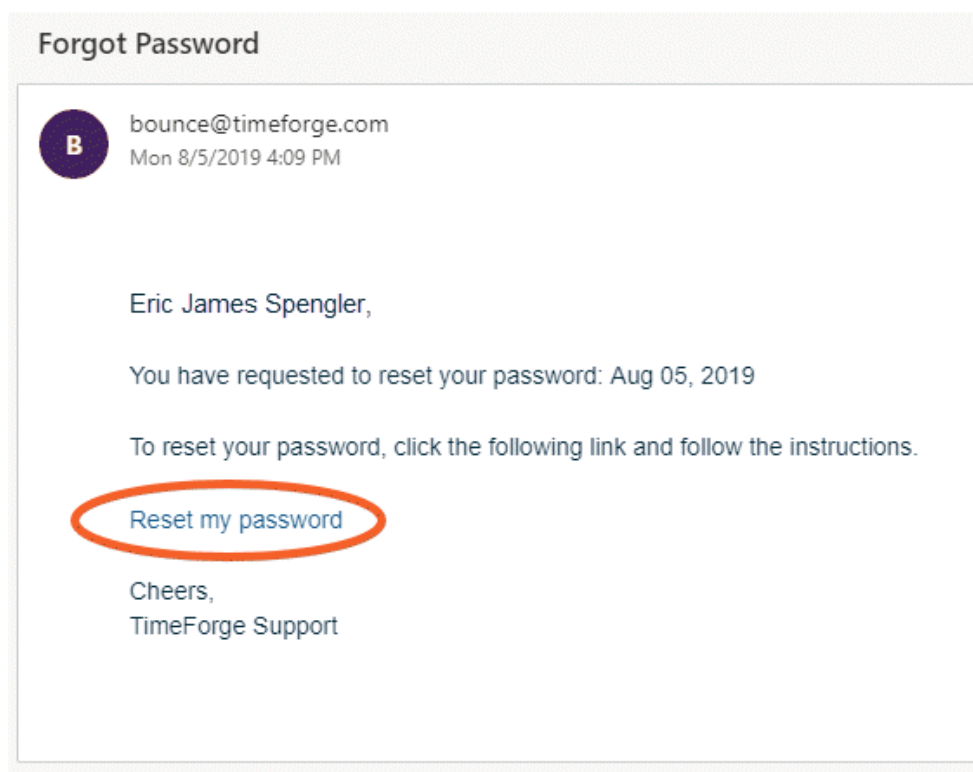 Forgot Password
B
bounce@timeforge.com
Mon 8/5/2019 4:09 PM
Eric James Spengler,
You have requested to reset your password: Aug 05, 2019
To reset your password, click the following link and follow the instructions.
Reset my password
Cheers,
TimeForge Support